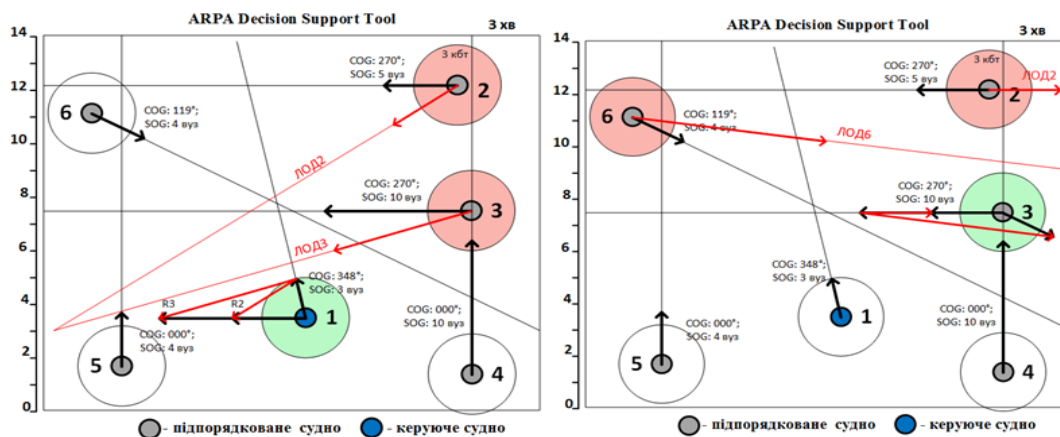 ARPA Decision Support Tool
3 хв
14
12
10
8
6
4
2
0
6
COG: 119°;
SOG: 4 вуз
COG: 270°;
SOG: 5 вуз
3 кбт
2
ЛОД2
COG: 270°;
SOG: 10 вуз
3
ЛОД3
COG: 348°;
SOG: 3 вуз
R3
R2
1
COG: 000°;
SOG: 4 вуз
5
COG: 000°;
SOG: 10 вуз
4
- підпорядковане судно
- керуюче судно
ARPA Decision Support Tool
3 хв
14
12
10
8
6
4
2
0
6
COG: 119°;
SOG: 4 вуз
COG: 270°;
SOG: 5 вуз
3 кбт
2
ЛОД2
ЛОД6
COG: 270°;
SOG: 10 вуз
3
COG: 348°;
SOG: 3 вуз
1
COG: 000°;
SOG: 4 вуз
5
COG: 000°;
SOG: 10 вуз
4
- підпорядковане судно
- керуюче судно